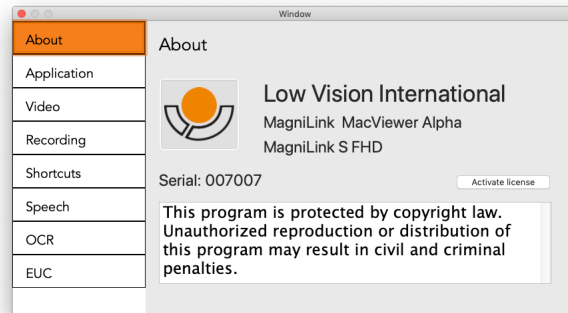 Window
About
Application
Video
Recording
Shortcuts
Speech
OCR
EUC
About
Low Vision International
MagniLink MacViewer Alpha
MagniLink S FHD
Serial: 007007
Activate license
This program is protected by copyright law.
Unauthorized reproduction or distribution of
this program may result in civil and criminal
penalties.